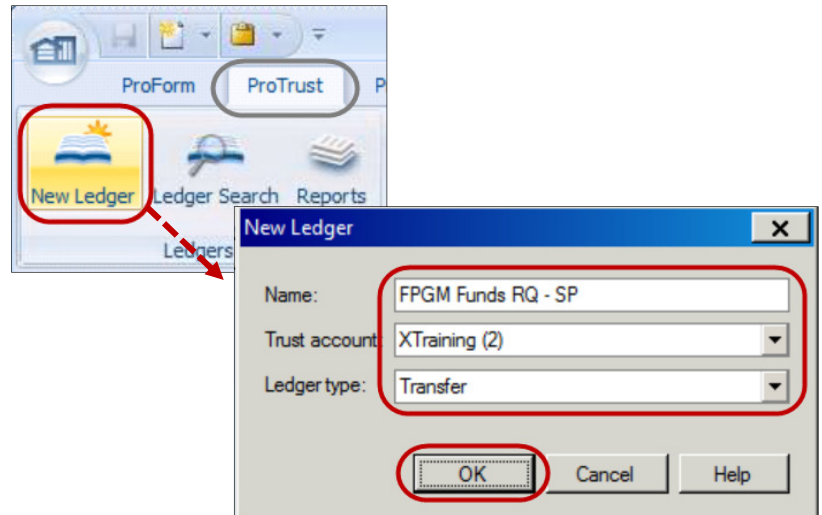 ProForm ProTrust P
New Ledger Ledger Search Reports
Ledgers
New Ledger
Name: FPGM Funds RQ - SP
Trust account: XTraining (2)
Ledger type: Transfer
OK Cancel Help